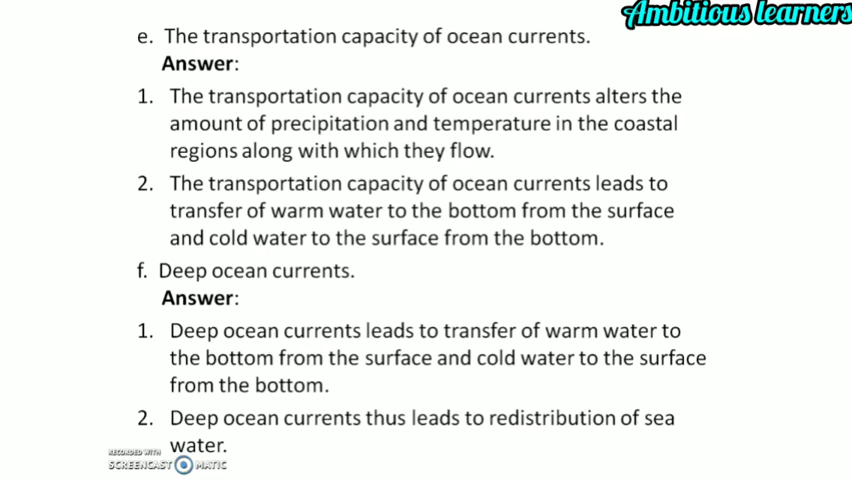 Ambitious learners
e. The transportation capacity of ocean currents.
Answer:
1. The transportation capacity of ocean currents alters the
amount of precipitation and temperature in the coastal
regions along with which they flow.
2. The transportation capacity of ocean currents leads to
transfer of warm water to the bottom from the surface
and cold water to the surface from the bottom.
f. Deep ocean currents.
Answer:
1. Deep ocean currents leads to transfer of warm water to
the bottom from the surface and cold water to the surface
from the bottom.
2. Deep ocean currents thus leads to redistribution of sea
water.
RECORDED WITH
SCREENCAST MATIC